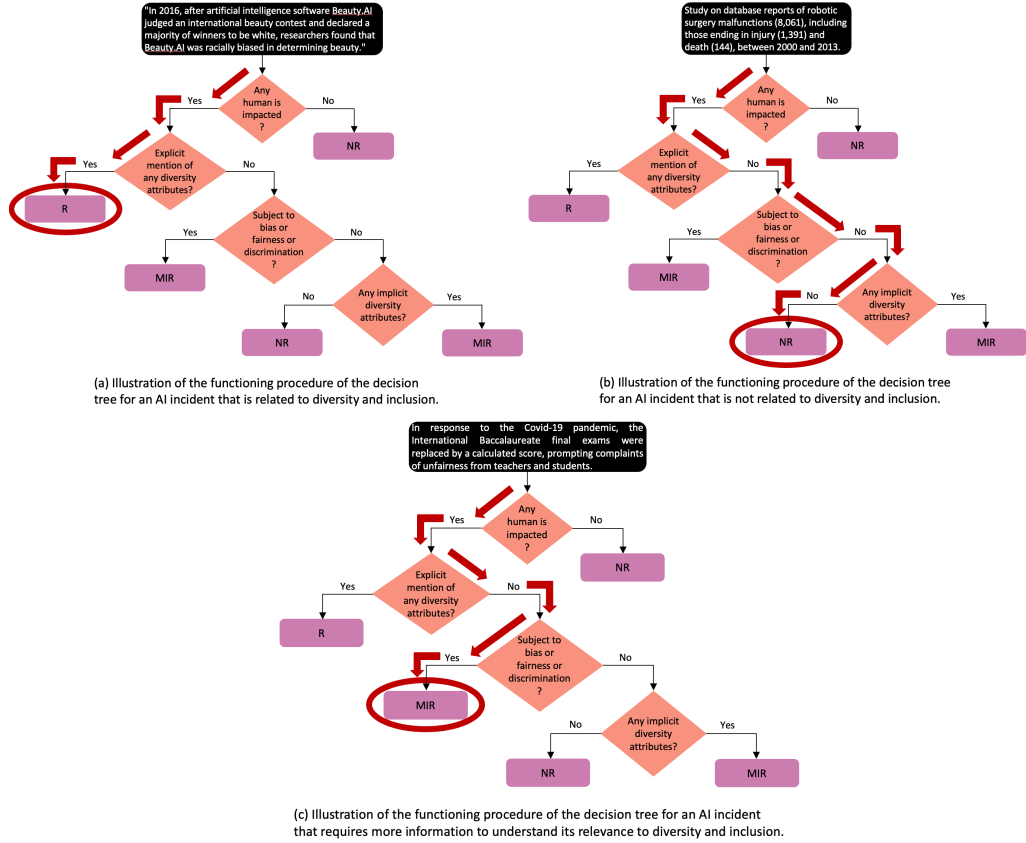 "In 2016, after artificial intelligence software Beauty.AI
judged an international beauty contest and declared a
majority of winners to be white, researchers found that
Beauty.AI was racially biased in determining beauty."
Any
human is
impacted
?
Yes
No
NR
Explicit
mention of
any diversity
attributes?
Yes
No
R
Subject to
bias or
fairness or
discrimination
?
Yes
No
MIR
Any implicit
diversity
attributes?
No
Yes
NR
MIR
(a) Illustration of the functioning procedure of the decision
tree for an AI incident that is related to diversity and inclusion.
Study on database reports of robotic
surgery malfunctions (8,061), including
those ending in injury (1,391) and
death (144), between 2000 and 2013.
Any
human is
impacted
?
Yes
No
NR
Explicit
mention of
any diversity
attributes?
Yes
No
R
Subject to
bias or
fairness or
discrimination
?
Yes
No
MIR
Any implicit
diversity
attributes?
No
Yes
NR
MIR
(b) Illustration of the functioning procedure of the decision tree
for an AI incident that is not related to diversity and inclusion.
In response to the Covid-19 pandemic, the
International Baccalaureate final exams were
replaced by a calculated score, prompting complaints
of unfairness from teachers and students.
Any
human is
impacted
?
Yes
No
NR
Explicit
mention of
any diversity
attributes?
Yes
No
R
Subject to
bias or
fairness or
discrimination
?
Yes
No
MIR
Any implicit
diversity
attributes?
No
Yes
NR
MIR
(c) Illustration of the functioning procedure of the decision tree for an AI incident
that requires more information to understand its relevance to diversity and inclusion.